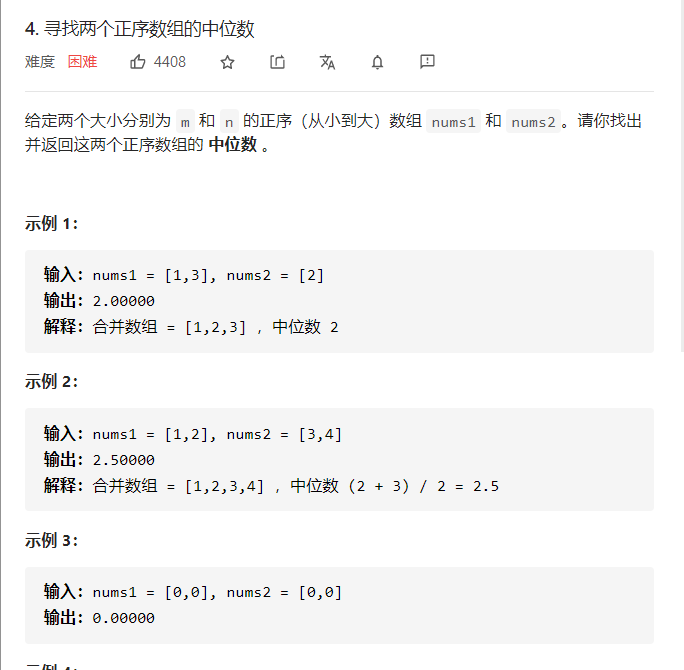 4. 寻找两个正序数组的中位数
难度 困难 4408
给定两个大小分别为 m 和 n 的正序（从小到大）数组 nums1 和 nums2 。请你找出
并返回这两个正序数组的 中位数 。
示例 1：
输入：nums1 = [1,3], nums2 = [2]
输出：2.00000
解释：合并数组 = [1,2,3] ，中位数 2
示例 2：
输入：nums1 = [1,2], nums2 = [3,4]
输出：2.50000
解释：合并数组 = [1,2,3,4] ，中位数 (2 + 3) / 2 = 2.5
示例 3：
输入：nums1 = [0,0], nums2 = [0,0]
输出：0.00000